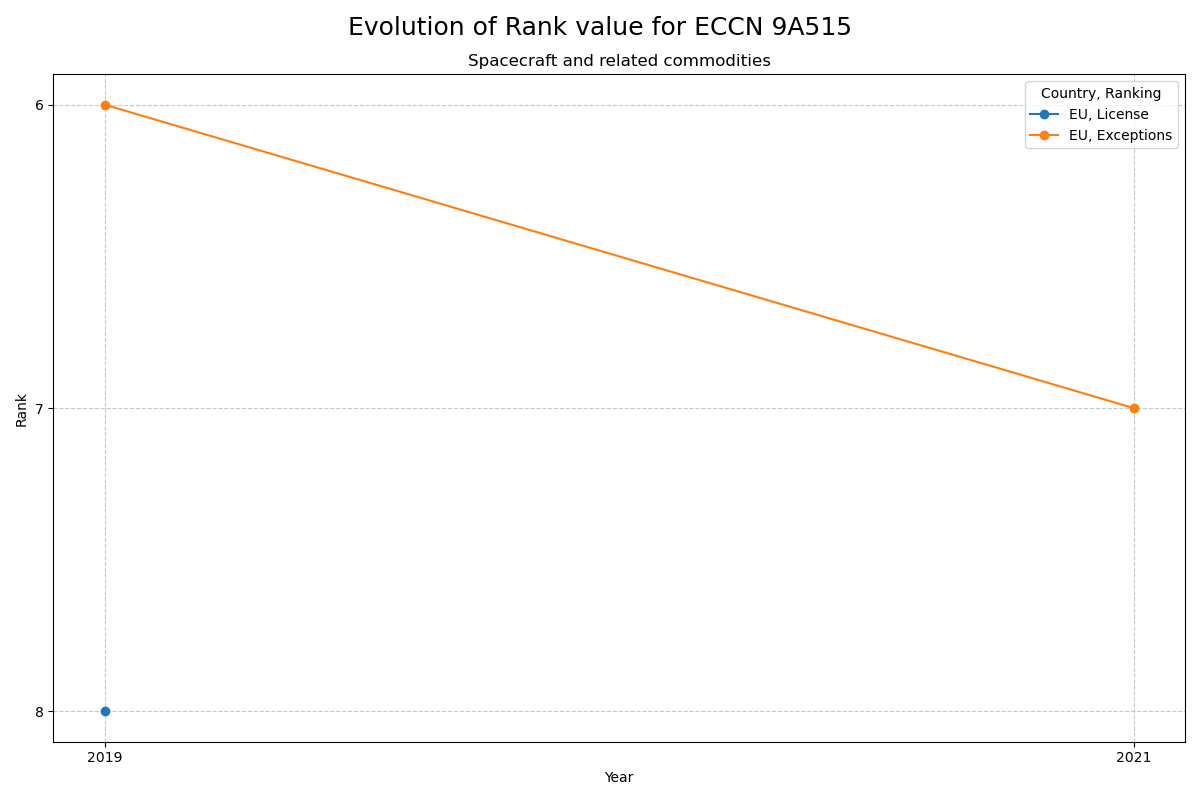 Evolution of Rank value for ECCN 9A515
Spacecraft and related commodities
Country, Ranking
EU, License
EU, Exceptions
6
7
8
Rank
2019
2021
Year